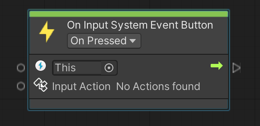 On Input System Event Button
On Pressed
This
Input Action No Actions found